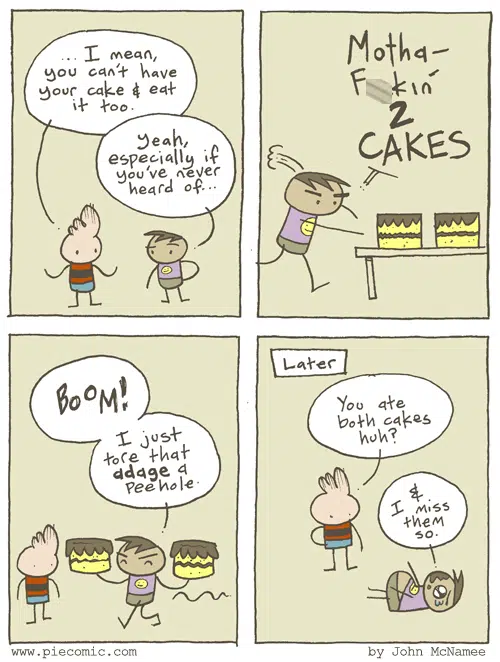 ... I mean,
you can't have
your cake & eat
it too.
Yeah,
especially if
you've never
heard of...
Motha-
F kin'
2
CAKES
BOOM!
I just
tore that
adage a
Peehole.
Later
You ate
both cakes
huh?
&
I miss
them
so.
www.piecomic.com
by John McNamee